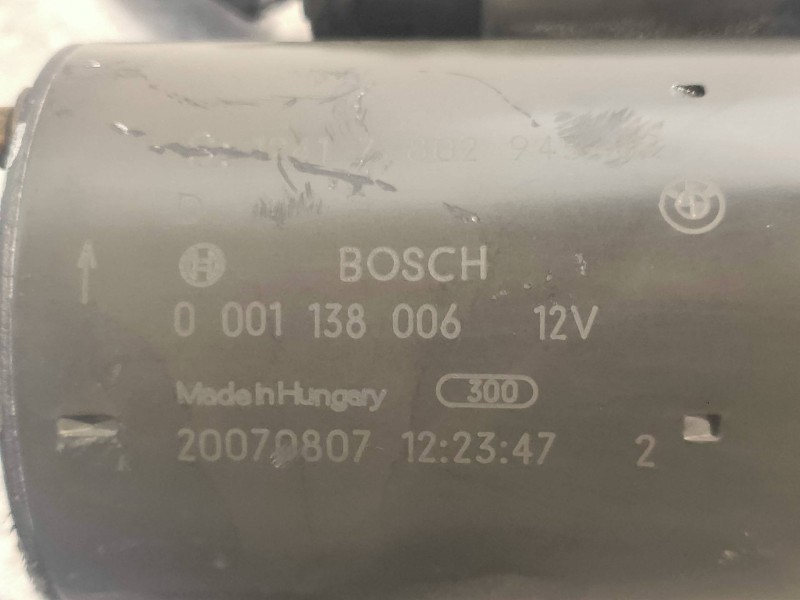 BOSCH
0 001 138 006 12V
Made in Hungary 300
20070807 12:23:47 2